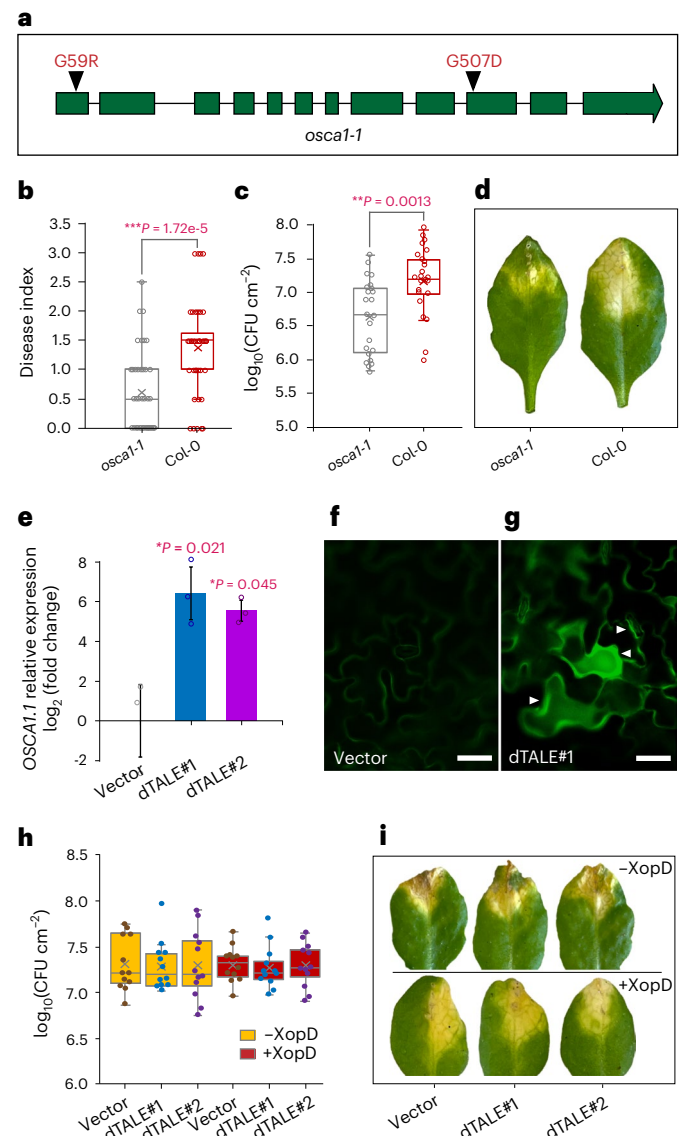 a
G59R
G507D
osca1-1
b
c
d
***P = 1.72e-5
**P = 0.0013
Disease index
3.5
3.0
2.5
2.0
1.5
1.0
0.5
0.0
osca1-1
Col-0
log10(CFU cm−2)
8.0
7.5
7.0
6.5
6.0
5.5
5.0
osca1-1
Col-0
osca1-1
Col-0
e
f
g
OSCA1.1 relative expression
log2 (fold change)
8
6
4
2
0
-2
*P = 0.021
*P = 0.045
Vector
dTALE#1
dTALE#2
Vector
dTALE#1
h
i
log10(CFU cm−2)
8.5
8.0
7.5
7.0
6.5
6.0
−XopD
+XopD
Vector
dTALE#1
dTALE#2
Vector
dTALE#1
dTALE#2
−XopD
+XopD
Vector
dTALE#1
dTALE#2